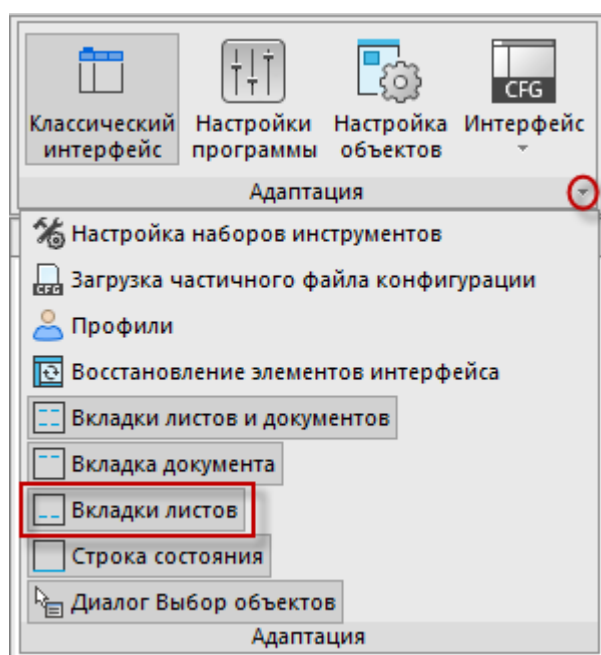 CFG
Классический Настройки Настройка Интерфейс
интерфейс программы объектов
Адаптация
Настройка наборов инструментов
CFG
Загрузка частичного файла конфигурации
Профили
Восстановление элементов интерфейса
Вкладки листов и документов
Вкладка документа
Вкладки листов
Строка состояния
Диалог Выбор объектов
Адаптация